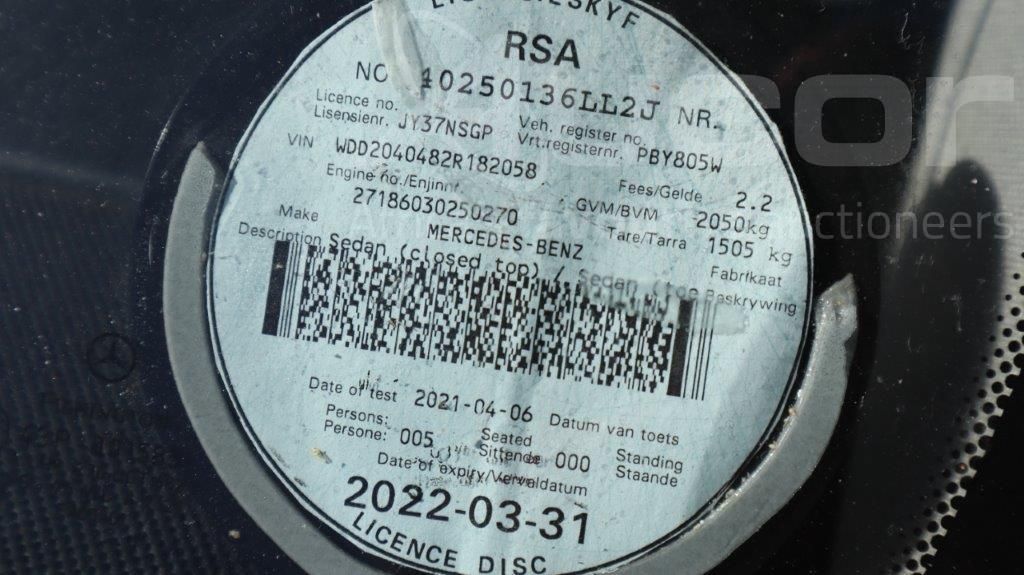 RSA
NO 40250136LL2J NR.
Licence no. Veh. register no.
Lisensienr. JY37NSGP Vrt.registernr. PBY805W
VIN WDD2040482R182058 Fees/Gelde 2.2
Engine no./Enjinnr. GVM/BVM 2050kg
27186030250270 Tare/Tarra 1505 kg
Make MERCEDES-BENZ Fabrikaat
Description Sedan (closed top) / Sedan (toe Beskrywing
Date of test 2021-04-06 Datum van toets
Persons: Seated Standing
Persone: 005 Sittende 000 Staande
Date of expiry/Vervaldatum
2022-03-31
LICENCE DISC
ctioneers